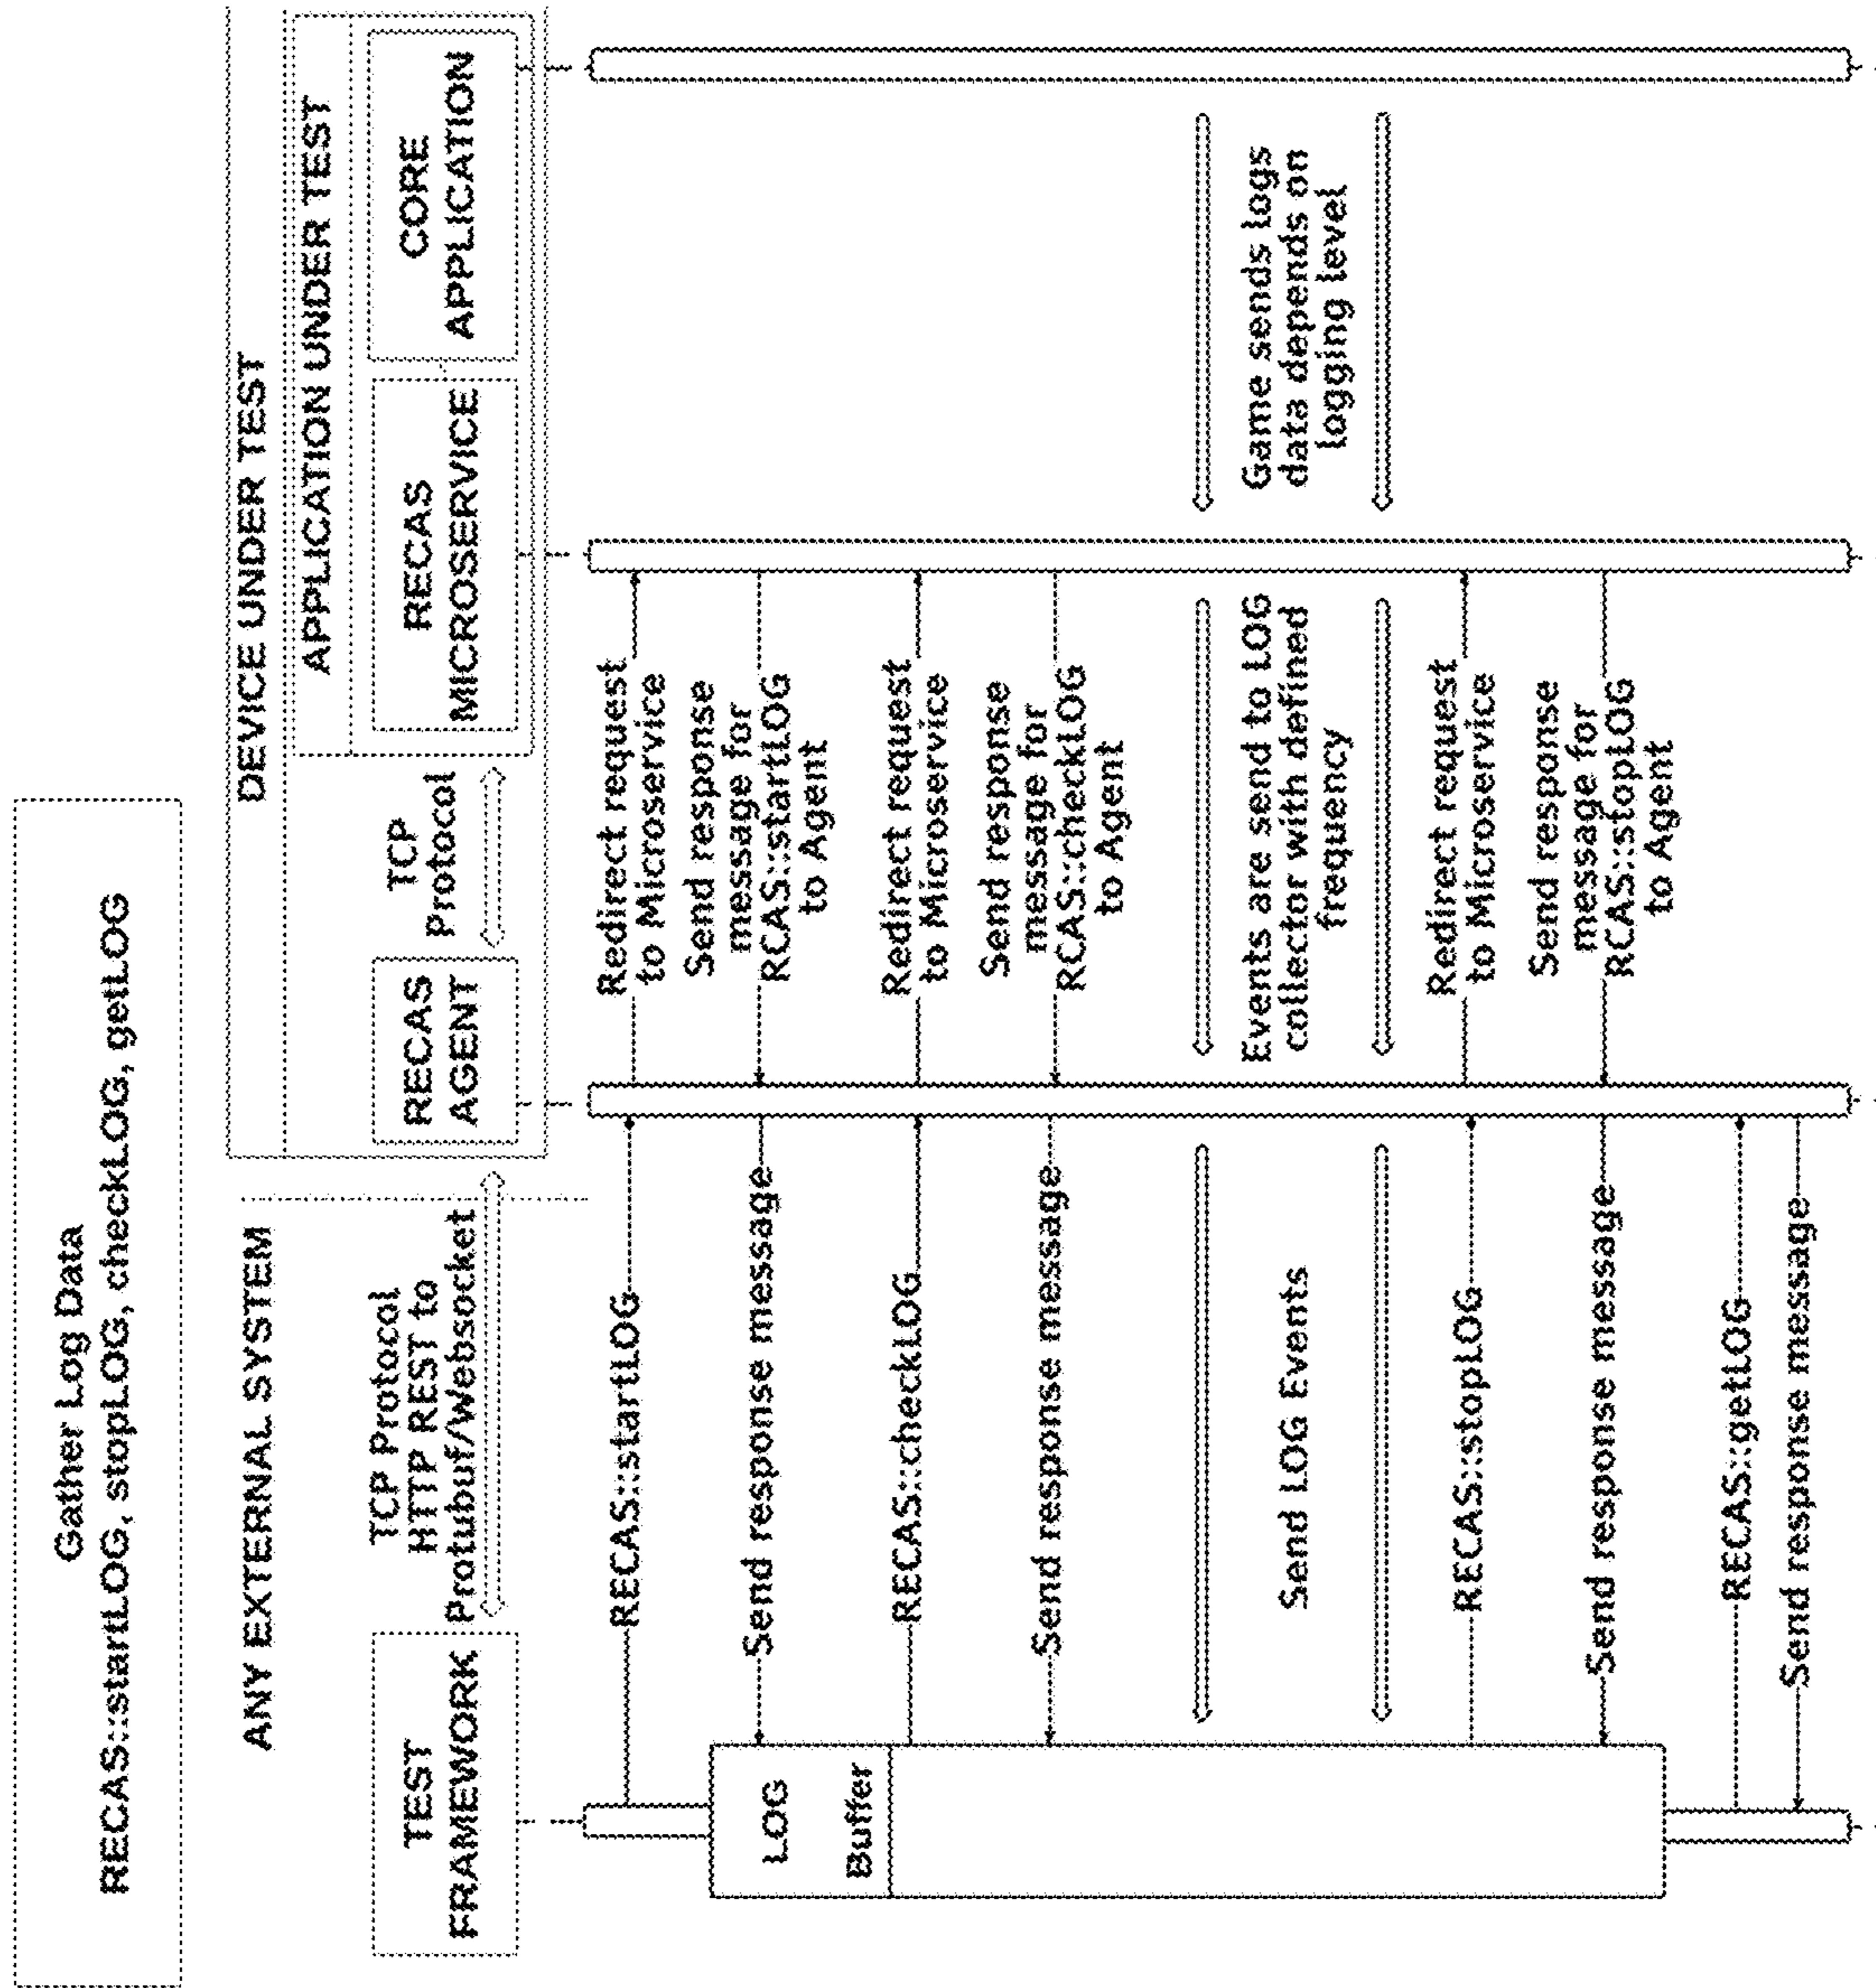 Gather Log Data
RECAS::startLOG, stopLOG, checkLOG, getLOG
ANY EXTERNAL SYSTEM
DEVICE UNDER TEST
APPLICATION UNDER TEST
TEST
FRAMEWORK
TCP Protocol
HTTP REST to
Protubuf/Websocket
RECAS
AGENT
TCP
Protocol
RECAS
MICROSERVICE
CORE
APPLICATION
RECAS::startLOG
Redirect request
to Microservice
LOG
Buffer
Send response message
Send response
message for
RCAS::startLOG
to Agent
RECAS::checkLOG
Redirect request
to Microservice
Send response message
Send response
message for
RCAS::checkLOG
to Agent
Send LOG Events
Events are send to LOG
collector with defined
frequency
Game sends logs
data depends on
logging level
RECAS::stopLOG
Redirect request
to Microservice
Send response message
Send response
message for
RCAS::stopLOG
to Agent
RECAS::getLOG
Send response message